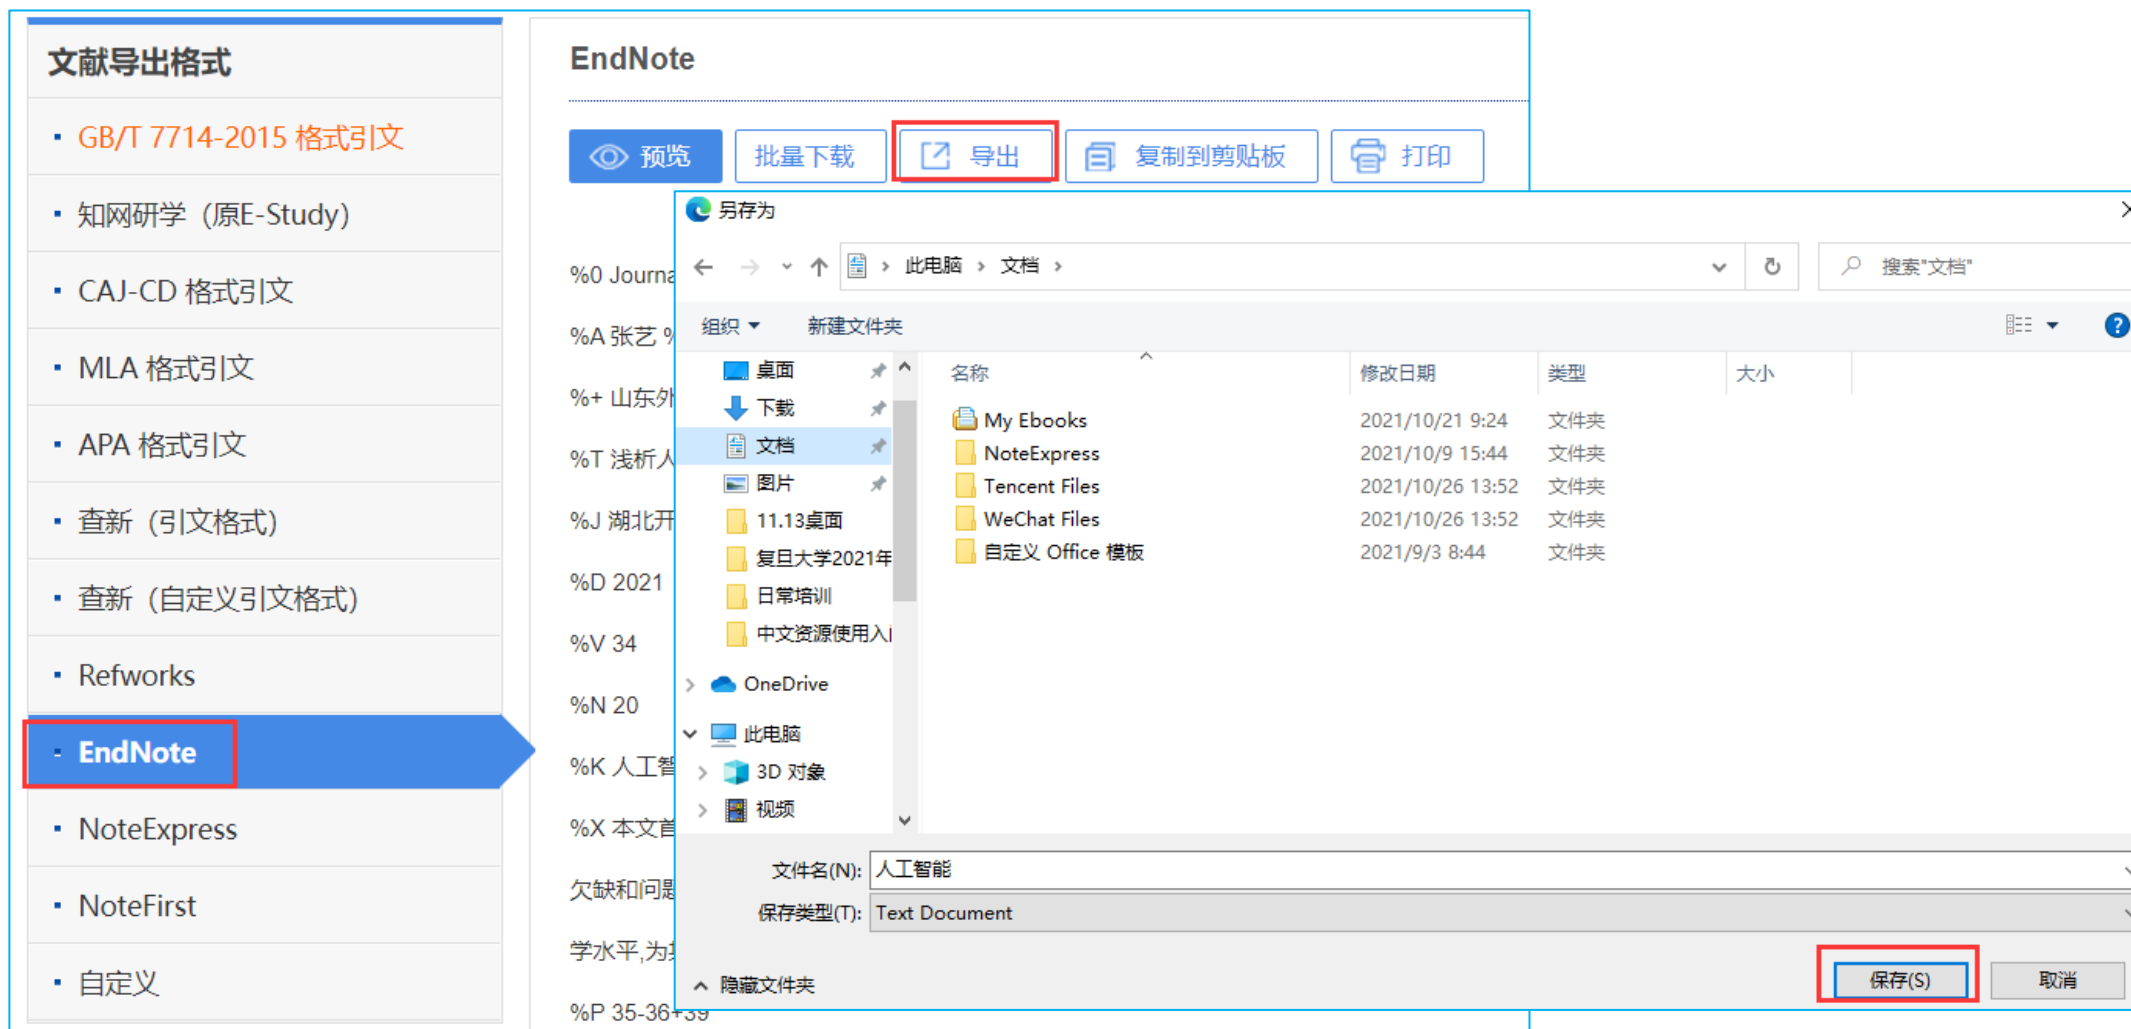 文献导出格式
GB/T 7714-2015 格式引文
知网研学（原E-Study）
CAJ-CD 格式引文
MLA 格式引文
APA 格式引文
查新（引文格式）
查新（自定义引文格式）
Refworks
EndNote
NoteExpress
NoteFirst
自定义
EndNote
预览 批量下载 导出 复制到剪贴板 打印
%0 Journa
%A 张艺 %
%+ 山东外
%T 浅析人
%J 湖北开
%D 2021
%V 34
%N 20
%K 人工智
%X 本文首
欠缺和问题
学水平,为
%P 35-36+39
另存为
此电脑 文档 搜索"文档"
组织 新建文件夹
桌面
下载
文档
图片
11.13桌面
复旦大学2021年
日常培训
中文资源使用入
OneDrive
此电脑
3D 对象
视频
名称 修改日期 类型 大小
My Ebooks 2021/10/21 9:24 文件夹
NoteExpress 2021/10/9 15:44 文件夹
Tencent Files 2021/10/26 13:52 文件夹
WeChat Files 2021/10/26 13:52 文件夹
自定义 Office 模板 2021/9/3 8:44 文件夹
文件名(N): 人工智能
保存类型(T): Text Document
隐藏文件夹 保存(S) 取消